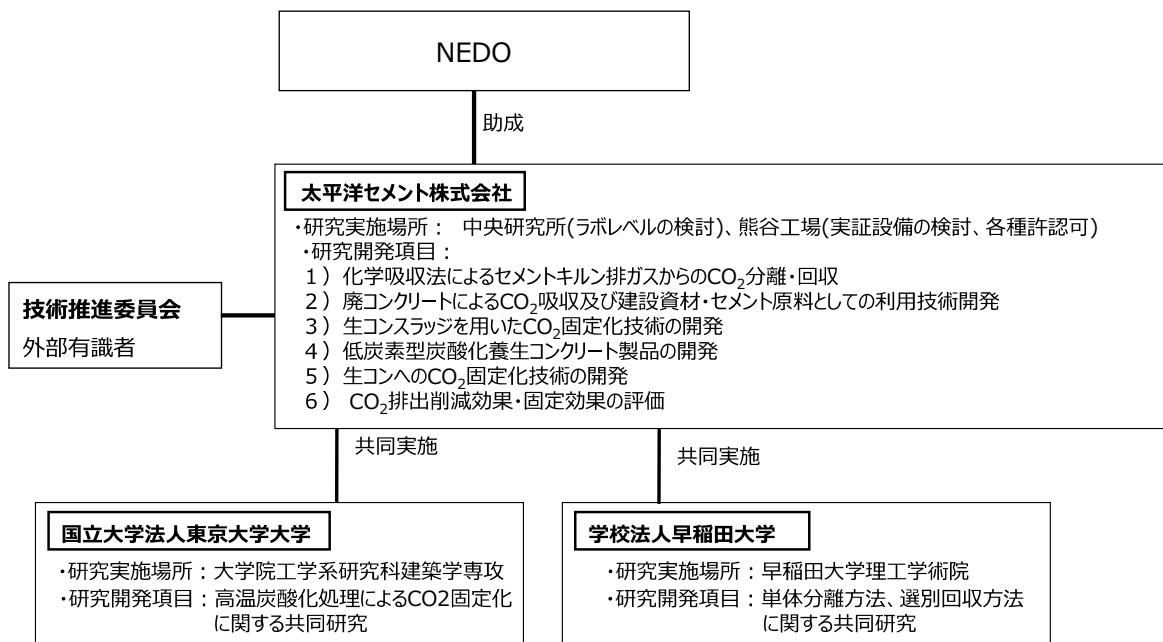 NEDO
助成
太平洋セメント株式会社
・研究実施場所： 中央研究所(ラボレベルの検討)、熊谷工場(実証設備の検討、各種許認可)
・研究開発項目：
１）化学吸収法によるセメントキルン排ガスからのCO₂分離・回収
２）廃コンクリートによるCO₂吸収及び建設資材・セメント原料としての利用技術開発
３）生コンスラッジを用いたCO₂固定化技術の開発
４）低炭素型炭酸化養生コンクリート製品の開発
５）生コンへのCO₂固定化技術の開発
６） CO₂排出削減効果・固定効果の評価
技術推進委員会
外部有識者
共同実施
共同実施
国立大学法人東京大学大学
・研究実施場所：大学院工学系研究科建築学専攻
・研究開発項目：高温炭酸化処理によるCO2固定化
に関する共同研究
学校法人早稲田大学
・研究実施場所：早稲田大学理工学術院
・研究開発項目：単体分離方法、選別回収方法
に関する共同研究